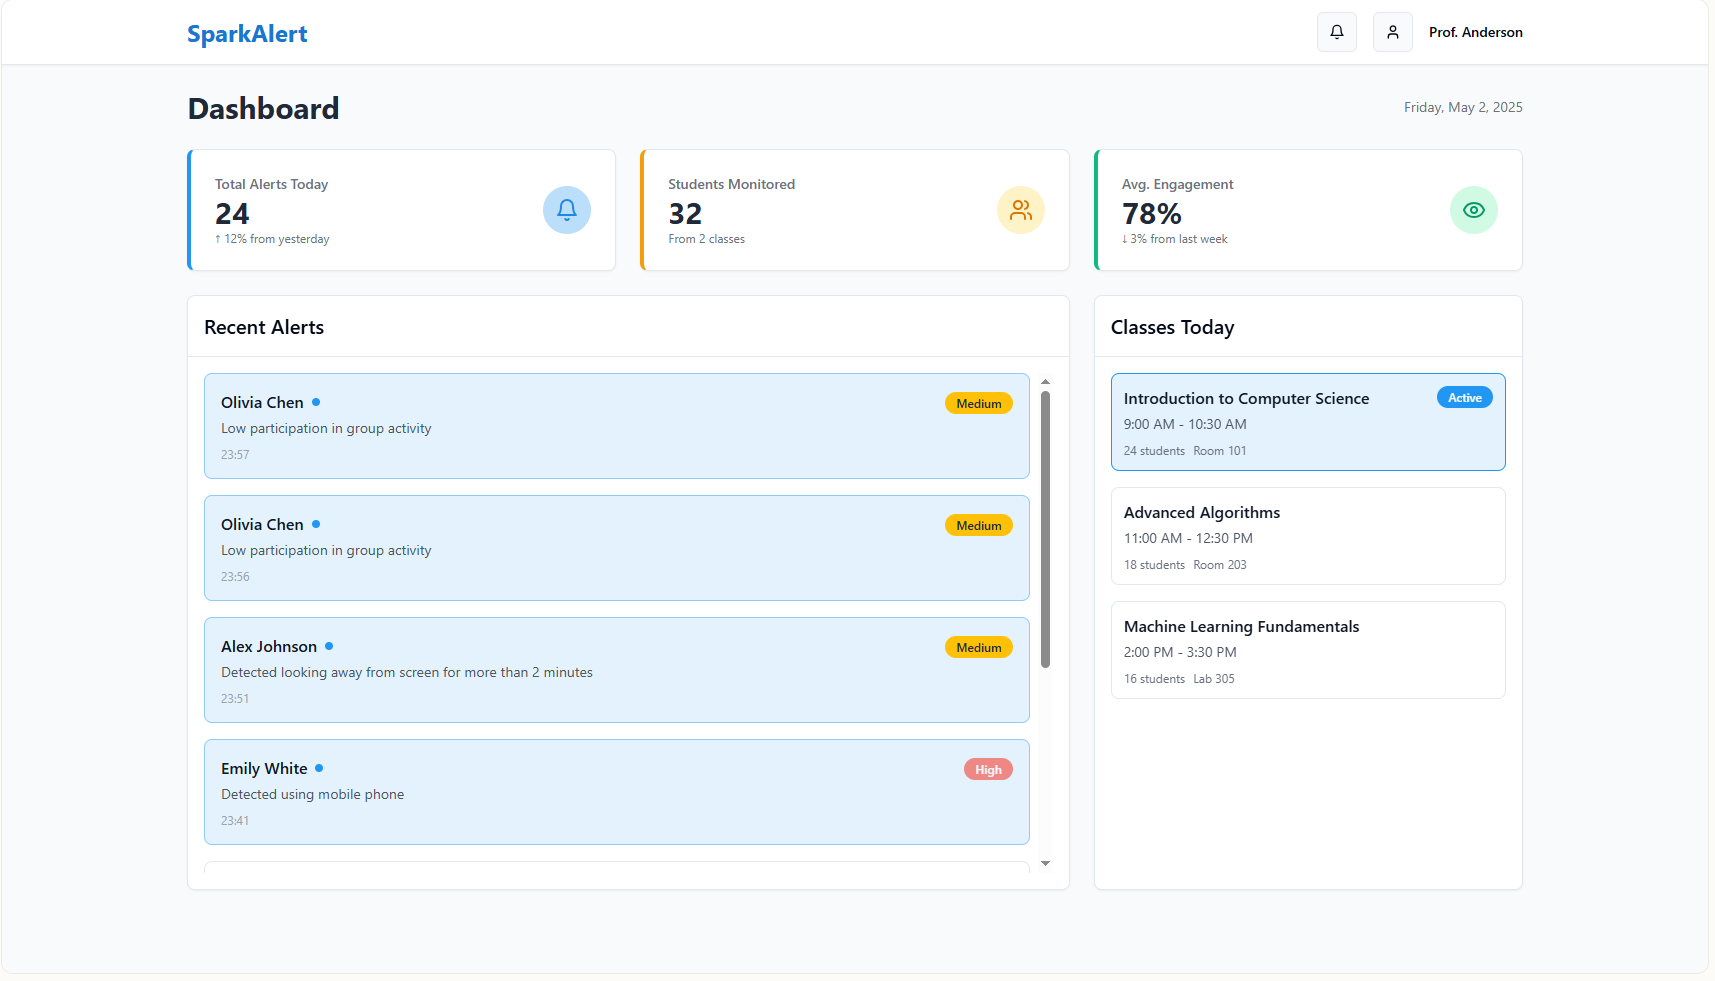 SparkAlert
Prof. Anderson
Dashboard
Friday, May 2, 2025
Total Alerts Today
24
↑ 12% from yesterday
Students Monitored
32
From 2 classes
Avg. Engagement
78%
↓ 3% from last week
Recent Alerts
Olivia Chen
Medium
Low participation in group activity
23:57
Olivia Chen
Medium
Low participation in group activity
23:56
Alex Johnson
Medium
Detected looking away from screen for more than 2 minutes
23:51
Emily White
High
Detected using mobile phone
23:41
Classes Today
Introduction to Computer Science
Active
9:00 AM - 10:30 AM
24 students Room 101
Advanced Algorithms
11:00 AM - 12:30 PM
18 students Room 203
Machine Learning Fundamentals
2:00 PM - 3:30 PM
16 students Lab 305